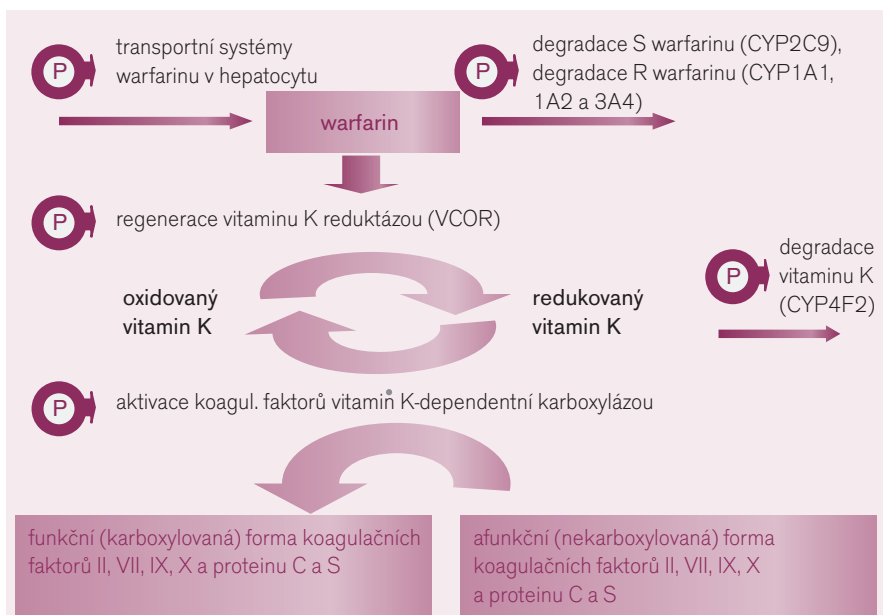 P
transportní systémy
warfarinu v hepatocytu
P
degradace S warfarinu (CYP2C9),
degradace R warfarinu (CYP1A1,
1A2 a 3A4)
warfarin
P
regenerace vitaminu K reduktázou (VCOR)
P
degradace
vitaminu K
(CYP4F2)
oxidovaný
vitamin K
redukovaný
vitamin K
P
aktivace koagul. faktorů vitamin K-dependentní karboxylázou
funkční (karboxylovaná) forma koagulačních
faktorů II, VII, IX, X a proteinu C a S
afunkční (nekarboxylovaná) forma
koagulačních faktorů II, VII, IX, X
a proteinu C a S